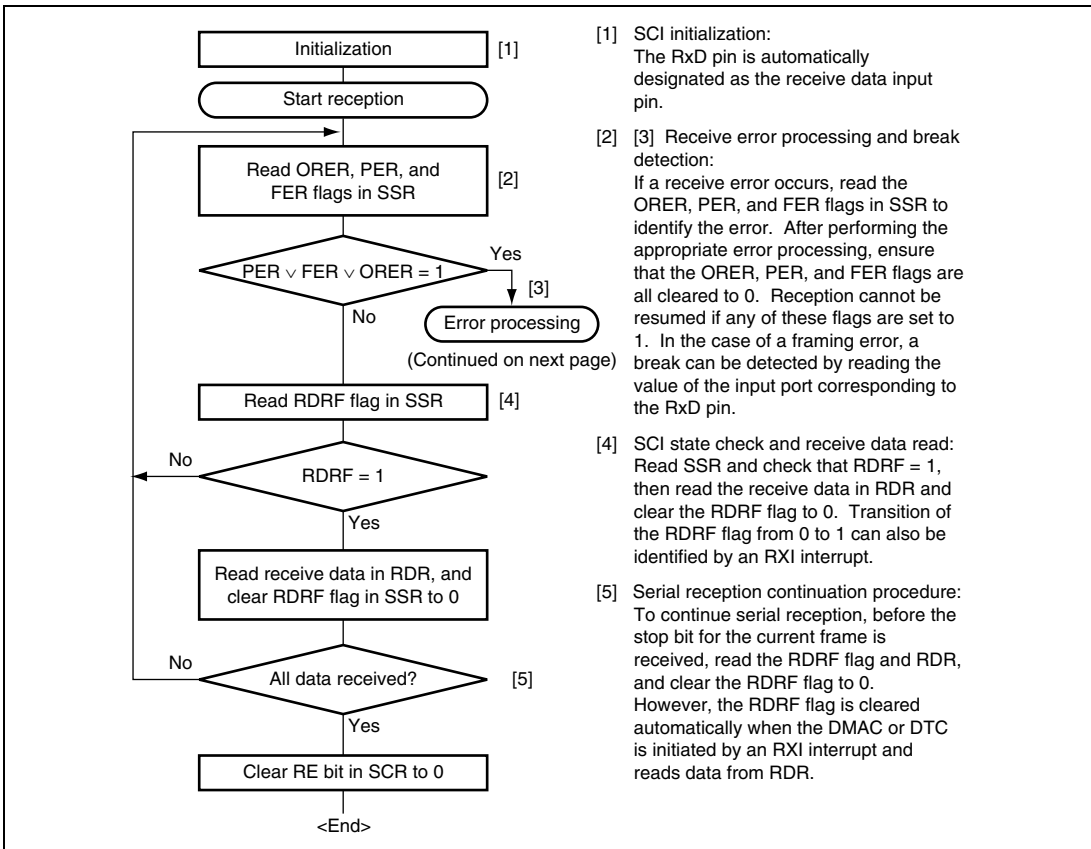 Initialization
[1]
Start reception
Read ORER, PER, and
FER flags in SSR
[2]
PER ∨ FER ∨ ORER = 1
Yes
[3]
No
Error processing
(Continued on next page)
Read RDRF flag in SSR
[4]
No
RDRF = 1
Yes
Read receive data in RDR, and
clear RDRF flag in SSR to 0
No
All data received?
[5]
Yes
Clear RE bit in SCR to 0
<End>
[1] SCI initialization:
The RxD pin is automatically
designated as the receive data input
pin.
[2] [3] Receive error processing and break
detection:
If a receive error occurs, read the
ORER, PER, and FER flags in SSR to
identify the error. After performing the
appropriate error processing, ensure
that the ORER, PER, and FER flags are
all cleared to 0. Reception cannot be
resumed if any of these flags are set to
1. In the case of a framing error, a
break can be detected by reading the
value of the input port corresponding to
the RxD pin.
[4] SCI state check and receive data read:
Read SSR and check that RDRF = 1,
then read the receive data in RDR and
clear the RDRF flag to 0. Transition of
the RDRF flag from 0 to 1 can also be
identified by an RXI interrupt.
[5] Serial reception continuation procedure:
To continue serial reception, before the
stop bit for the current frame is
received, read the RDRF flag and RDR,
and clear the RDRF flag to 0.
However, the RDRF flag is cleared
automatically when the DMAC or DTC
is initiated by an RXI interrupt and
reads data from RDR.